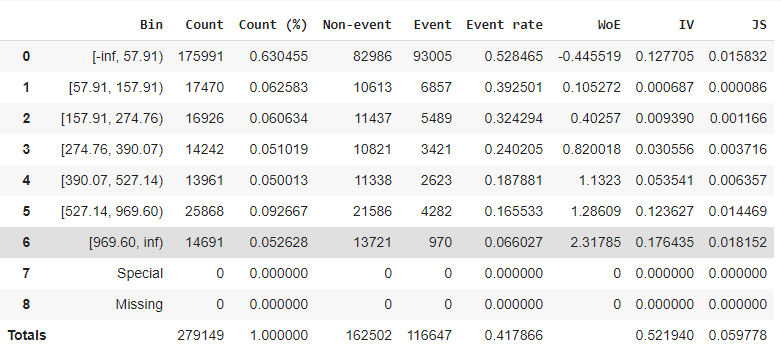 Bin Count Count (%) Non-event Event Event rate WoE IV JS
0 [-inf, 57.91) 175991 0.630455 82986 93005 0.528465 -0.445519 0.127705 0.015832
1 [57.91, 157.91) 17470 0.062583 10613 6857 0.392501 0.105272 0.000687 0.000086
2 [157.91, 274.76) 16926 0.060634 11437 5489 0.324294 0.40257 0.009390 0.001166
3 [274.76, 390.07) 14242 0.051019 10821 3421 0.240205 0.820018 0.030556 0.003716
4 [390.07, 527.14) 13961 0.050013 11338 2623 0.187881 1.1323 0.053541 0.006357
5 [527.14, 969.60) 25868 0.092667 21586 4282 0.165533 1.28609 0.123627 0.014469
6 [969.60, inf) 14691 0.052628 13721 970 0.066027 2.31785 0.176435 0.018152
7 Special 0 0.000000 0 0 0.000000 0 0.000000 0.000000
8 Missing 0 0.000000 0 0 0.000000 0 0.000000 0.000000
Totals 279149 1.000000 162502 116647 0.417866 0.521940 0.059778